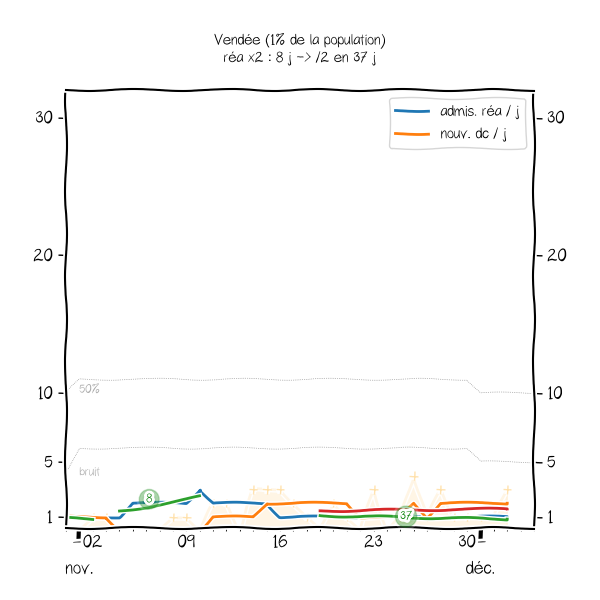 Vendée (1% de la population)
réa x2 : 8 j -> /2 en 37 j
admis. réa / j
nouv. dc / j
30 30
20 20
10 10
50%
5 5
bruit
8
37
1 1
02 09 16 23 30
nov. déc.